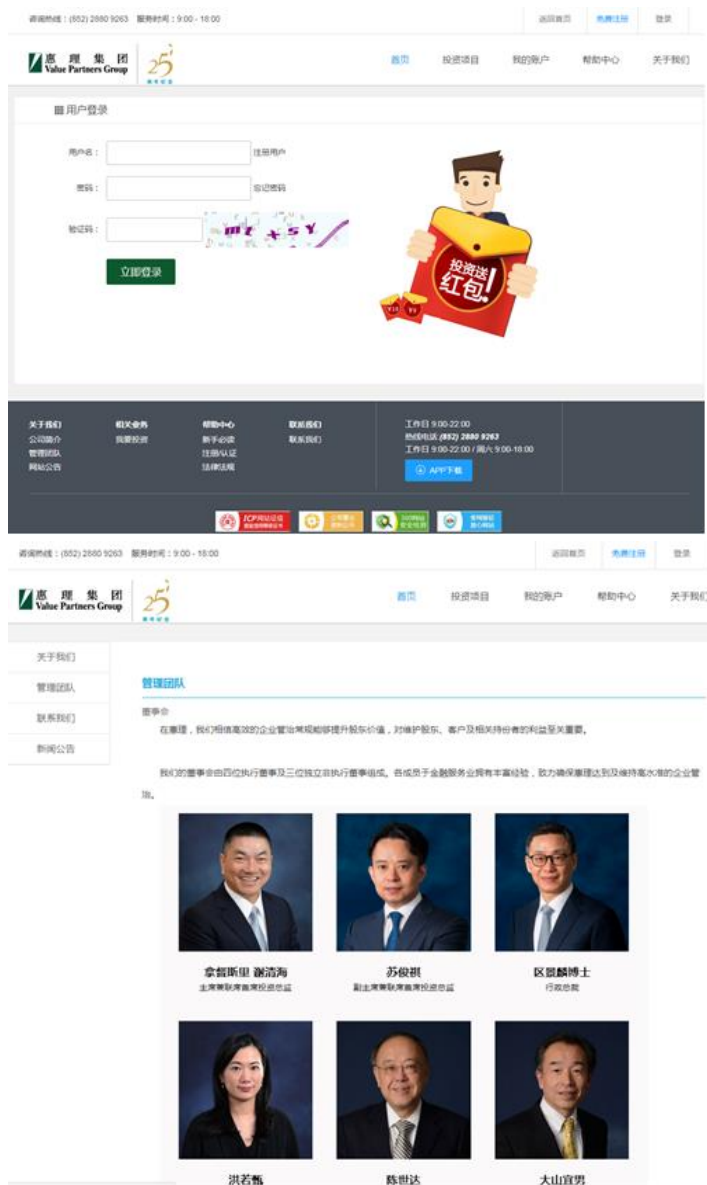 咨询热线：(852) 2880 9263 服务时间：9:00 - 18:00 返回首页 免费注册 登录
惠理集团
Value Partners Group
25
周年纪念
首页 投资项目 我的账户 帮助中心 关于我们
用户登录
用户名： 注册用户
密码： 忘记密码
验证码：
立即登录
投资送
红包!
关于我们 相关业务 帮助中心 联系我们
公司简介 我要投资 新手必读 联系我们
管理团队 注册/认证
网站公告 法律法规
工作日 9:00-22:00
热线电话 (852) 2880 9263
工作日 9:00-22:00 / 周六 9:00-18:00
APP下载
咨询热线：(852) 2880 9263 服务时间：9:00 - 18:00 返回首页 免费注册 登录
惠理集团
Value Partners Group
25
周年纪念
首页 投资项目 我的账户 帮助中心 关于我们
关于我们
管理团队
联系我们
新闻公告
管理团队
董事会
在惠理，我们相信高效的企业管治常规能够提升股东价值，对维护股东、客户及相关持份者的利益至关重要。
我们的董事会由四位执行董事及三位独立非执行董事组成。各成员于金融服务业拥有丰富经验，致力确保惠理达到及维持高水准的企业管
治。
拿督斯里 谢清海 苏俊祺 区景麟博士
主席兼联席首席投资总监 副主席兼联席首席投资总监 行政总裁
洪若甄 陈世达 大山宜男